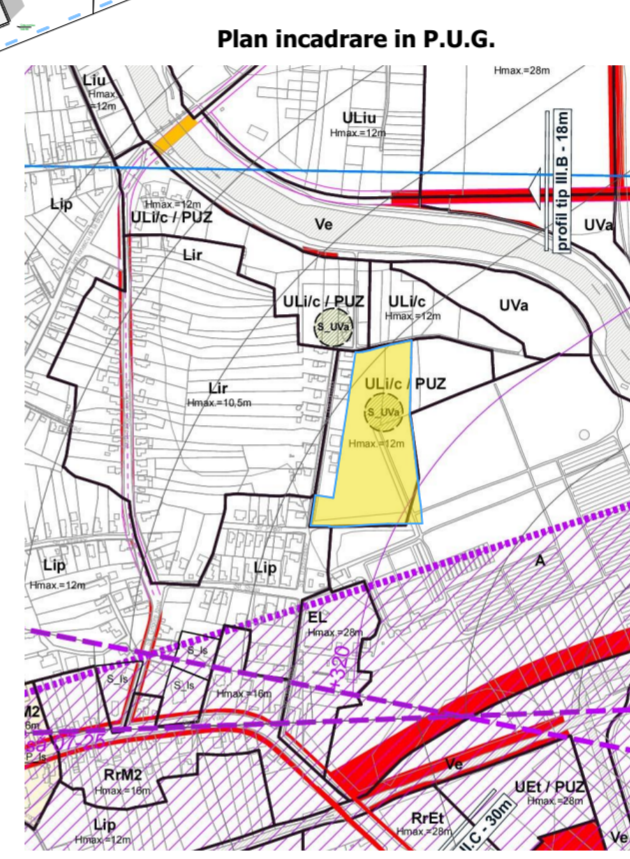 Plan incadrare in P.U.G.
Liu
Hmax.
=12m
Hmax.=28m
ULiu
Hmax.=12m
profil tip III.B - 18m
Lip
Hmax.=12m
ULi/c / PUZ
Ve
UVa
Lir
ULi/c / PUZ
S_UVa
ULi/c
Hmax.=12m
UVa
Lir
Hmax.=10,5m
ULi/c / PUZ
S_UVa
Hmax.=12m
Lip
Hmax.=12m
Lip
A
EL
Hmax.=28m
+320
S_Is
S_Is
S_Is
Hmax.=16m
RrM2
Hmax.=16m
Ve
UEt / PUZ
Hmax.=28m
RrEt
Hmax.=28m
Lip
Hmax.=12m
Ve